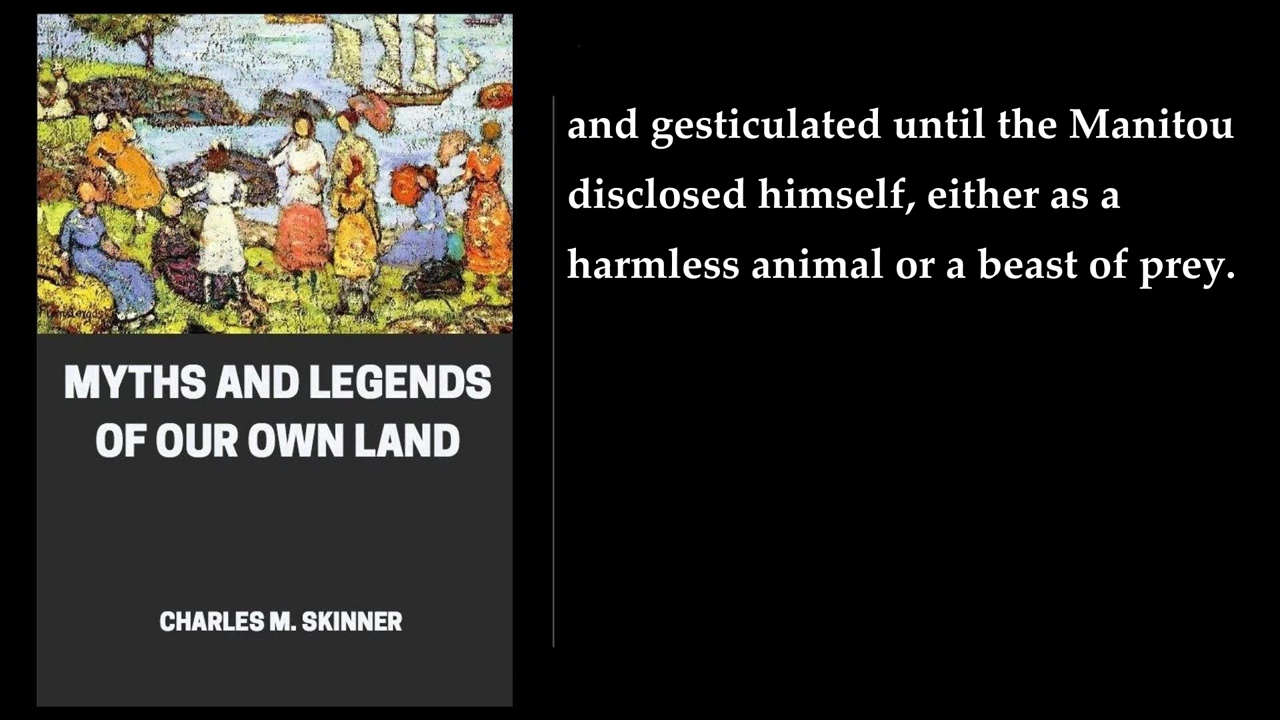 MYTHS AND LEGENDS
OF OUR OWN LAND
CHARLES M. SKINNER
and gesticulated until the Manitou
disclosed himself, either as a
harmless animal or a beast of prey.